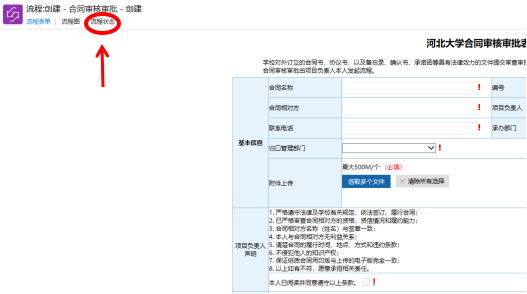 流程:创建 - 合同审核审批 - 创建
流程表单 | 流程图 | 流程状态
河北大学合同审核审批表
学校对外订立的合同书、协议书、以及备忘录、确认书、承诺函等具有法律效力的文件提交审查审
合同审核审批由项目负责人本人发起流程。
合同名称 ! 编号
合同相对方 ! 项目负责人
联系电话 ! 承办部门
基本信息
归口管理部门 !
最大500M/个 (必填)
附件上传 选取多个文件 × 清除所有选择
1. 严格遵守法律及学校有关规定，依法签订、履行合同；
2. 已严格审查合同相对方的资格、资信情况和履约能力；
3. 合同相对方名称（姓名）与签章一致；
4. 本人与合同相对方无利益关系；
项目负责人声明
5. 清楚合同的履行时间、地点、方式和违约条款；
6. 不侵犯他人的知识产权；
7. 保证纸质合同用印版与上传的电子版完全一致；
8. 以上如有不符，愿意承担相关责任。
本人已阅读并同意遵守以上条款。 !